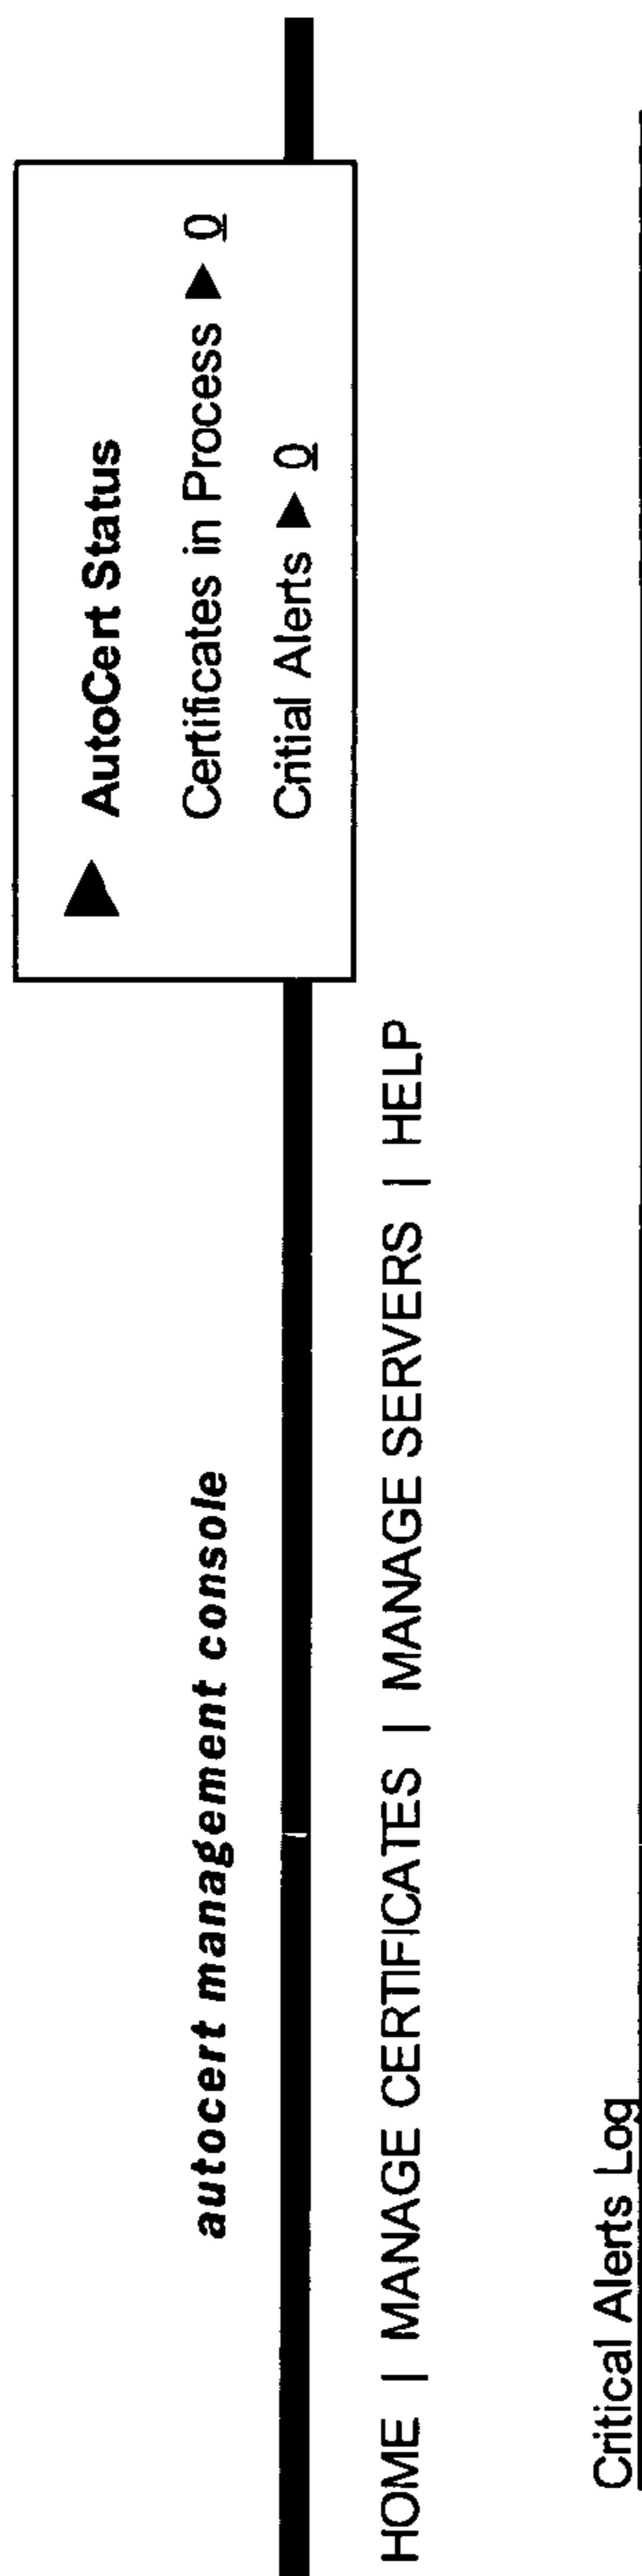 autocert management console
▶ AutoCert Status
Certificates in Process ▶ 0
Critial Alerts ▶ 0
HOME | MANAGE CERTIFICATES | MANAGE SERVERS | HELP
Critical Alerts Log